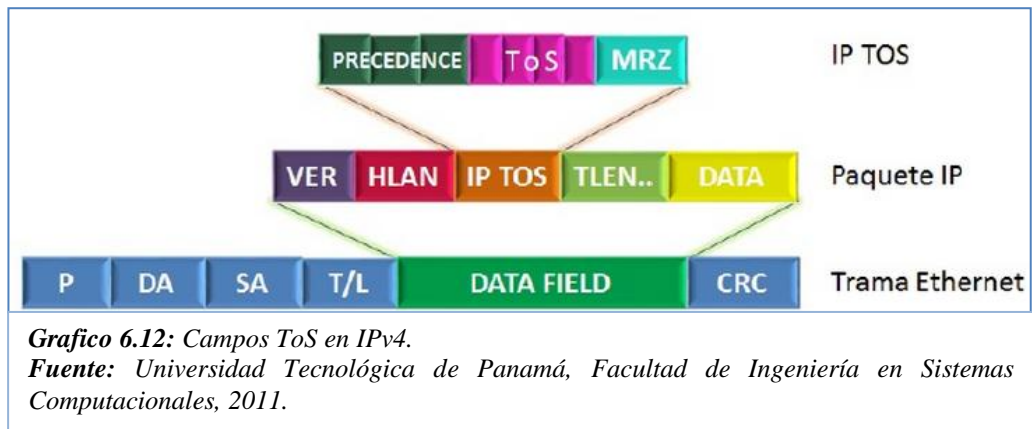 PRECEDENCE ToS MRZ IP TOS
VER HLAN IP TOS TLEN.. DATA Paquete IP
P DA SA T/L DATA FIELD CRC Trama Ethernet
Grafico 6.12: Campos ToS en IPv4.
Fuente: Universidad Tecnológica de Panamá, Facultad de Ingeniería en Sistemas
Computacionales, 2011.